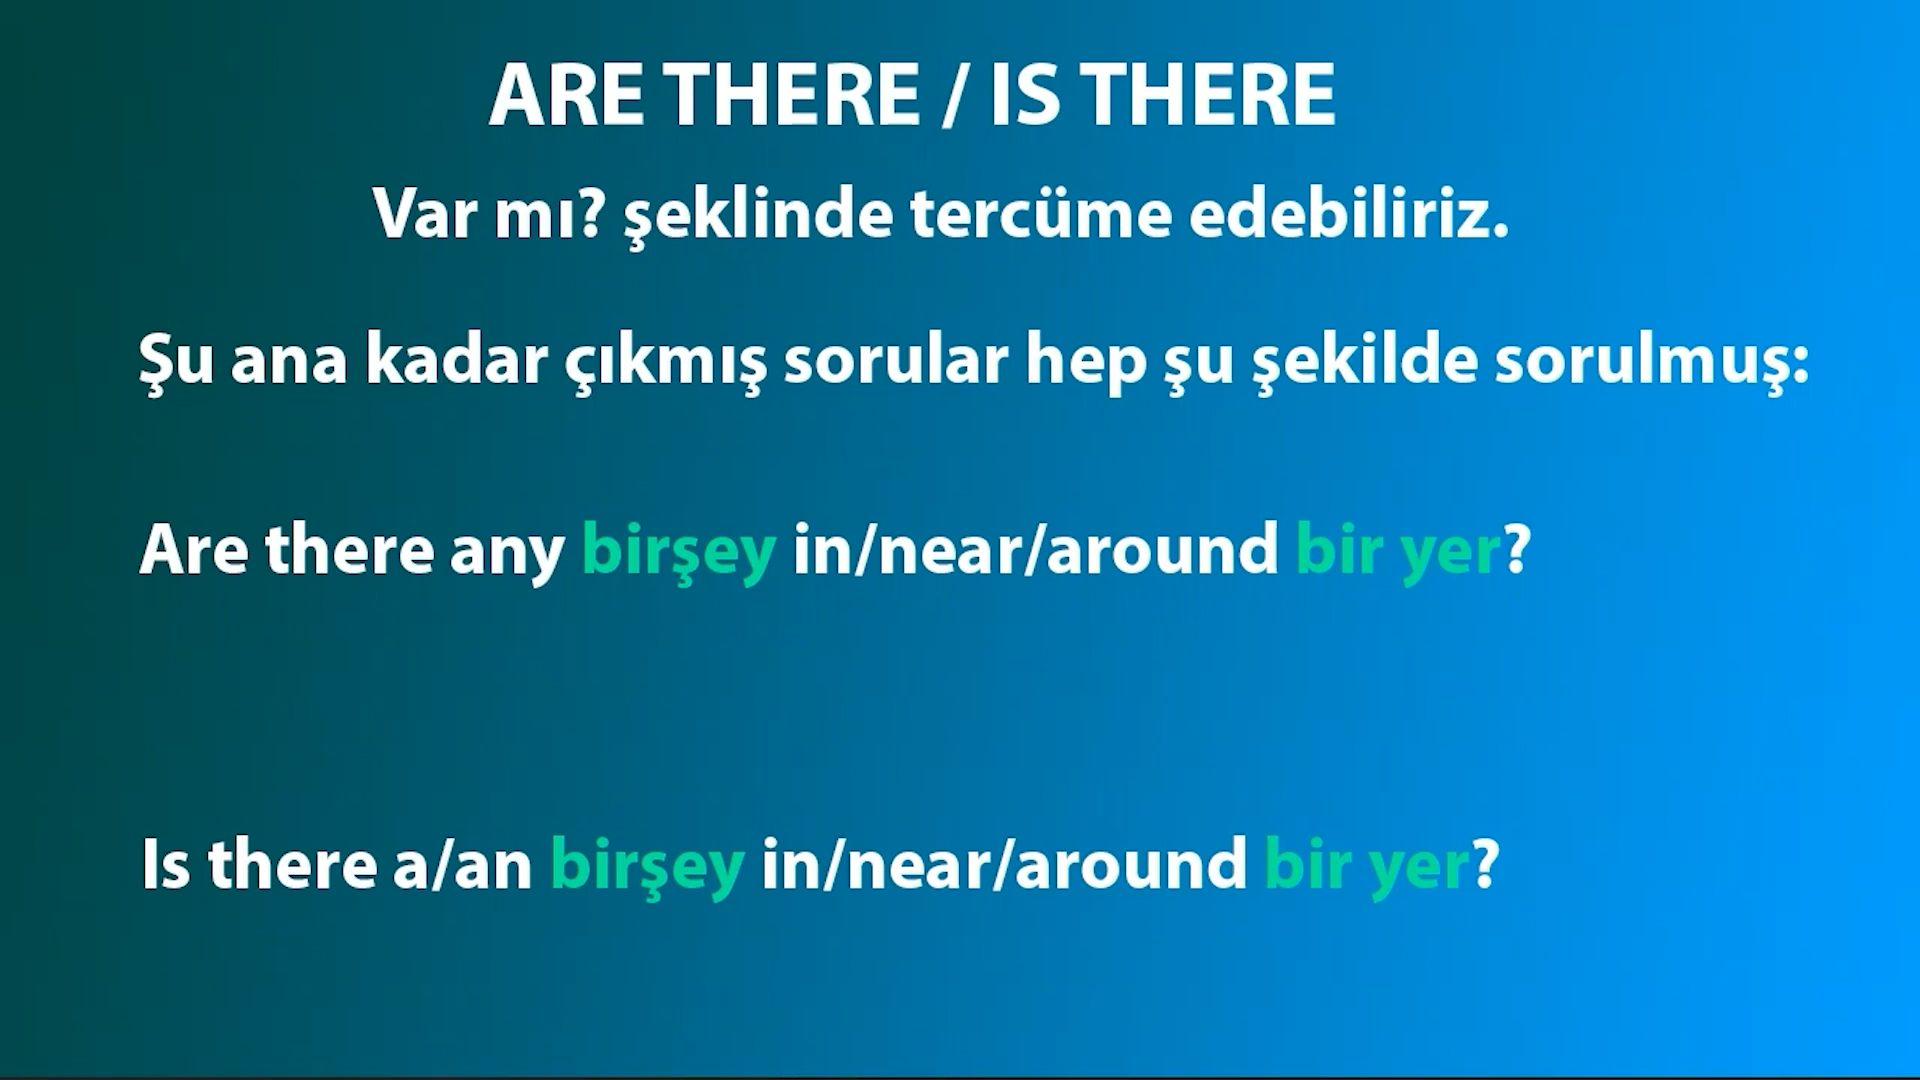 ARE THERE / IS THERE
Var mı? şeklinde tercüme edebiliriz.
Şu ana kadar çıkmış sorular hep şu şekilde sorulmuş:
Are there any birşey in/near/around bir yer?
Is there a/an birşey in/near/around bir yer?